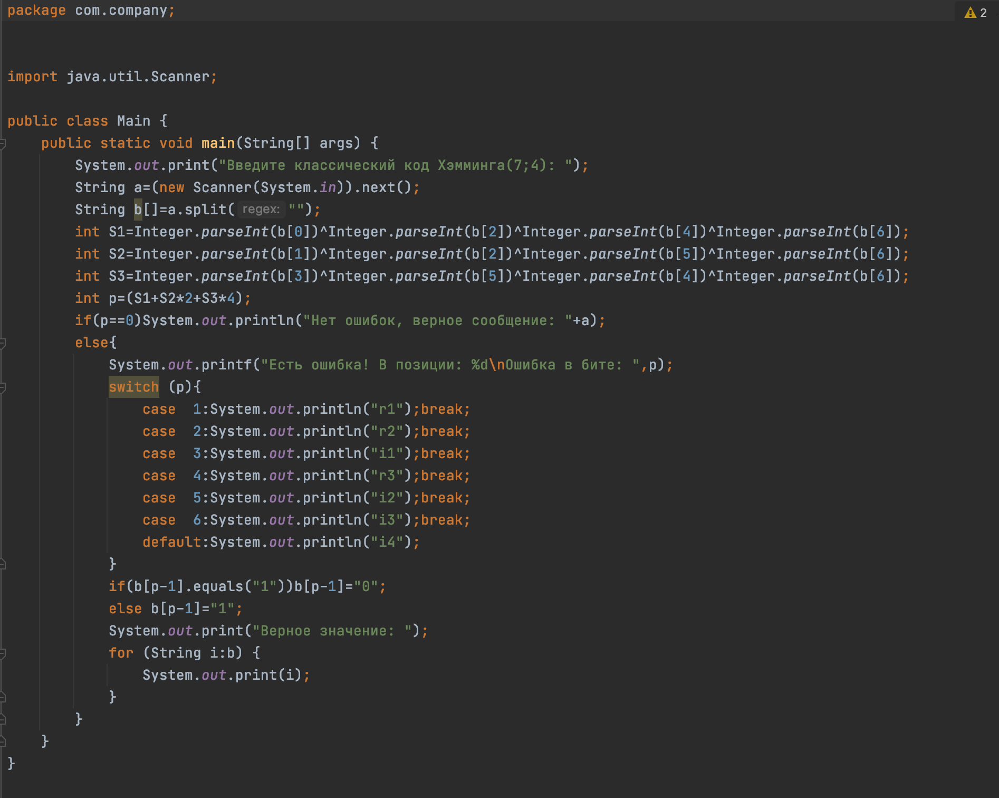 package com.company;
2
import java.util.Scanner;
public class Main {
    public static void main(String[] args) {
        System.out.print("Введите классический код Хэмминга(7;4): ");
        String a=(new Scanner(System.in)).next();
        String b[]=a.split( regex: "");
        int S1=Integer.parseInt(b[0])^Integer.parseInt(b[2])^Integer.parseInt(b[4])^Integer.parseInt(b[6]);
        int S2=Integer.parseInt(b[1])^Integer.parseInt(b[2])^Integer.parseInt(b[5])^Integer.parseInt(b[6]);
        int S3=Integer.parseInt(b[3])^Integer.parseInt(b[5])^Integer.parseInt(b[4])^Integer.parseInt(b[6]);
        int p=(S1+S2*2+S3*4);
        if(p==0)System.out.println("Нет ошибок, верное сообщение: "+a);
        else{
            System.out.printf("Есть ошибка! В позиции: %d\nОшибка в бите: ",p);
            switch (p){
                case  1:System.out.println("r1");break;
                case  2:System.out.println("r2");break;
                case  3:System.out.println("i1");break;
                case  4:System.out.println("r3");break;
                case  5:System.out.println("i2");break;
                case  6:System.out.println("i3");break;
                default:System.out.println("i4");
            }
            if(b[p-1].equals("1"))b[p-1]="0";
            else b[p-1]="1";
            System.out.print("Верное значение: ");
            for (String i:b) {
                System.out.print(i);
            }
        }
    }
}